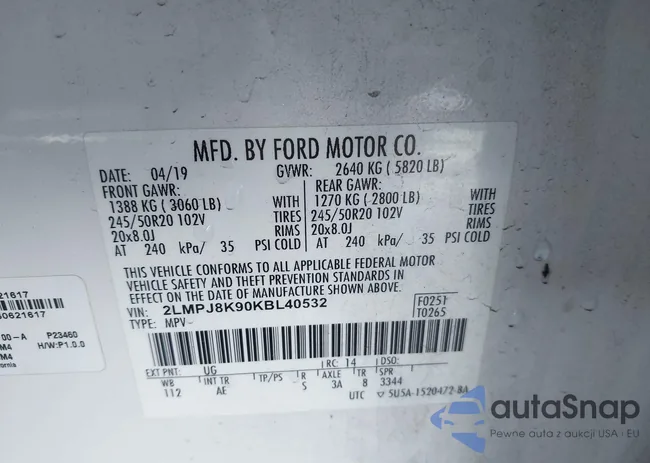 MFD. BY FORD MOTOR CO.
DATE: 04/19 GVWR: 2640 KG ( 5820 LB)
FRONT GAWR: REAR GAWR:
1388 KG ( 3060 LB) WITH 1270 KG ( 2800 LB) WITH
245/50R20 102V TIRES 245/50R20 102V TIRES
20x8.0J RIMS 20x8.0J RIMS
AT 240 kPa/ 35 PSI COLD AT 240 kPa/ 35 PSI COLD
THIS VEHICLE CONFORMS TO ALL APPLICABLE FEDERAL MOTOR
VEHICLE SAFETY AND THEFT PREVENTION STANDARDS IN
EFFECT ON THE DATE OF MANUFACTURE SHOWN ABOVE.
VIN: 2LMPJ8K90KBL40532 F0251
TYPE: MPV T0265
EXT PNT: UG RC: 14 DSO:
WB INT TR TP/PS R AXLE TR SPR
112 AE S 3A 8 3344
UTC 5U5A-1520472-BA
21617
50621617
00-A P23460
M4 H/W:P1.0.0
M4
ifornia
autaSnap
Pewne auta z aukcji USA i EU